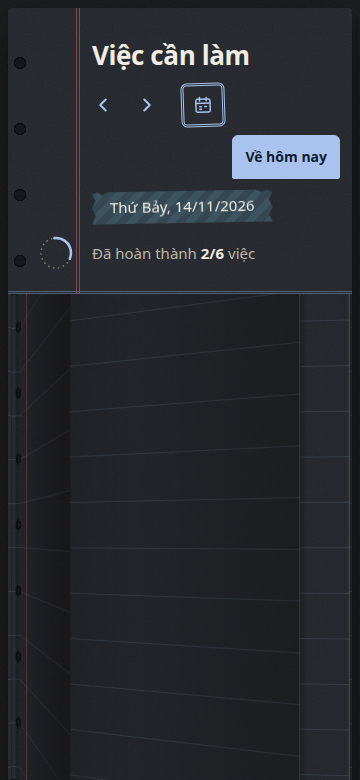 Việc cần làm
Về hôm nay
Thứ Bảy, 14/11/2026
Đã hoàn thành 2/6 việc